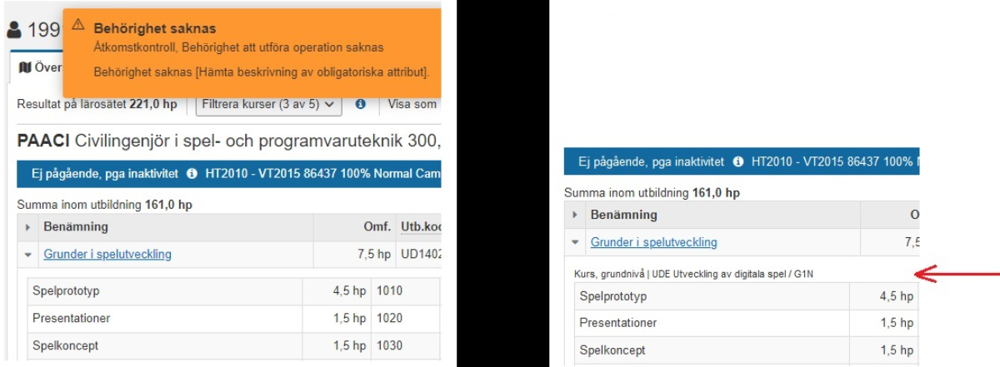 199
Behörighet saknas
Åtkomstkontroll, Behörighet att utföra operation saknas
Behörighet saknas [Hämta beskrivning av obligatoriska attribut].
Över
Resultat på lärosätet 221,0 hp Filtrera kurser (3 av 5) Visa som
PAACI Civilingenjör i spel- och programvaruteknik 300,
Ej pågående, pga inaktivitet HT2010 - VT2015 86437 100% Normal Cam
Summa inom utbildning 161,0 hp
Benämning Omf. Utb.kod
Grunder i spelutveckling 7,5 hp UD1402
Spelprototyp 4,5 hp 1010
Presentationer 1,5 hp 1020
Spelkoncept 1,5 hp 1030
Ej pågående, pga inaktivitet HT2010 - VT2015 86437 100%
Summa inom utbildning 161,0 hp
Benämning O
Grunder i spelutveckling 7,5
Kurs, grundnivå | UDE Utveckling av digitala spel / G1N
Spelprototyp 4,5 hp
Presentationer 1,5 hp
Spelkoncept 1,5 hp